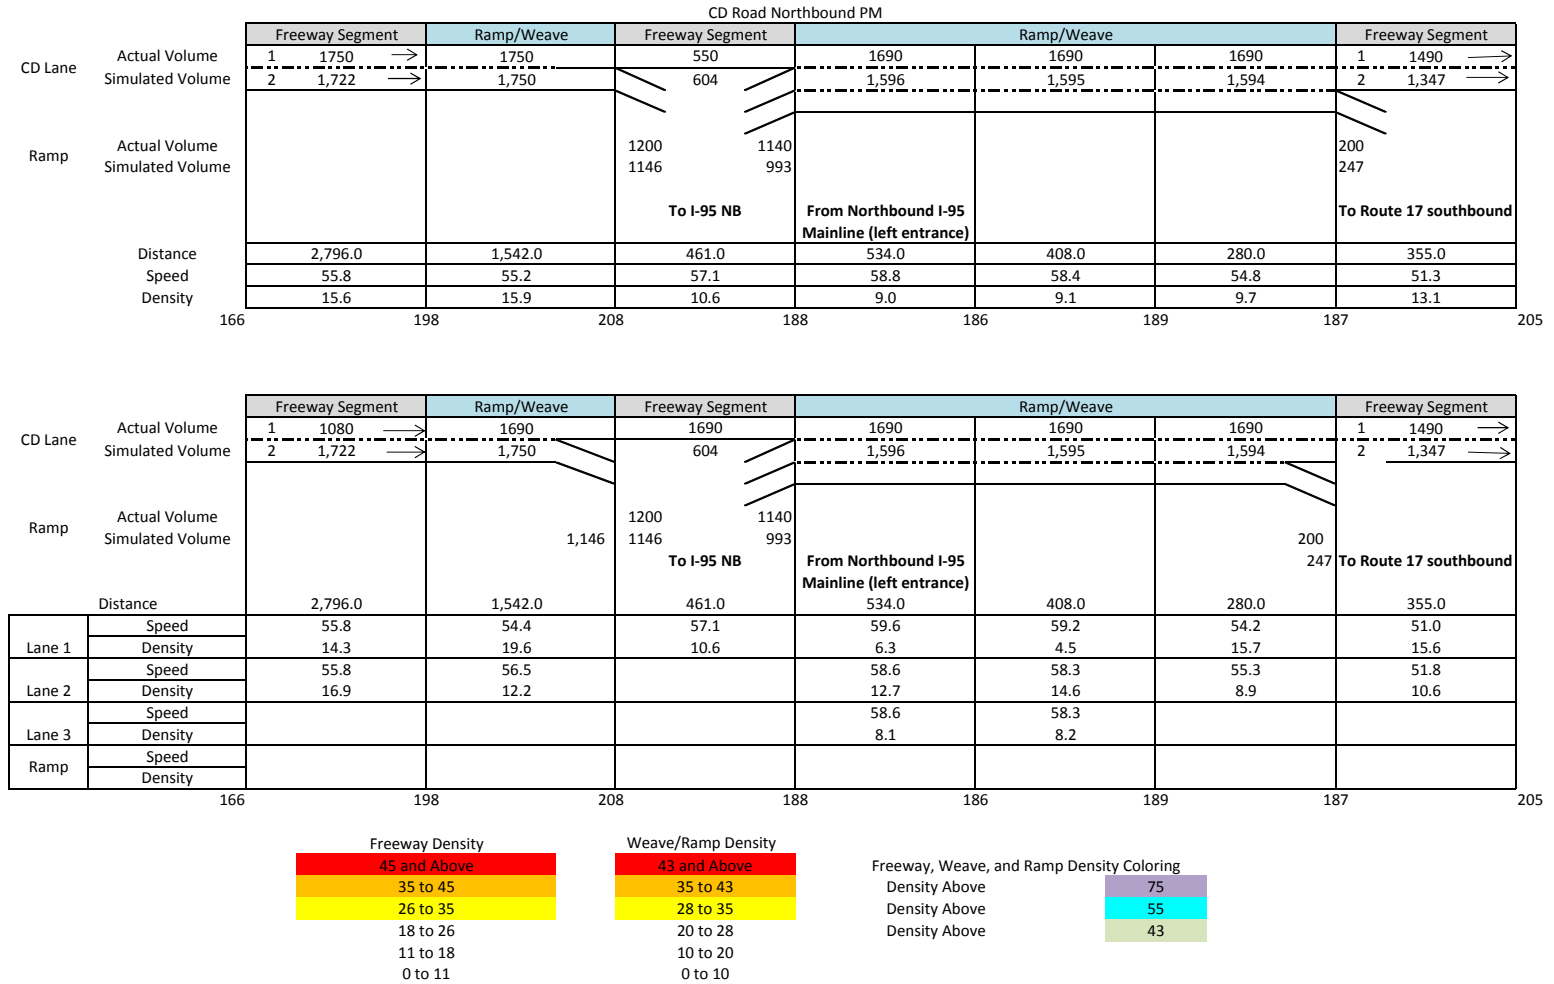 CD Road Northbound PM
Freeway Segment Ramp/Weave Freeway Segment Ramp/Weave Freeway Segment
CD Lane
Actual Volume 1 1750 1750 550 1690 1690 1690 1 1490
Simulated Volume 2 1,722 1,750 604 1,596 1,595 1,594 2 1,347
Ramp
Actual Volume 1200 1140 200
Simulated Volume 1146 993 247
To I-95 NB From Northbound I-95 To Route 17 southbound
Mainline (left entrance)
Distance 2,796.0 1,542.0 461.0 534.0 408.0 280.0 355.0
Speed 55.8 55.2 57.1 58.8 58.4 54.8 51.3
Density 15.6 15.9 10.6 9.0 9.1 9.7 13.1
166 198 208 188 186 189 187 205
Freeway Segment Ramp/Weave Freeway Segment Ramp/Weave Freeway Segment
CD Lane
Actual Volume 1 1080 1690 1690 1690 1690 1690 1 1490
Simulated Volume 2 1,722 1,750 604 1,596 1,595 1,594 2 1,347
Ramp
Actual Volume 1200 1140
Simulated Volume 1,146 1146 993 200
To I-95 NB From Northbound I-95 247 To Route 17 southbound
Mainline (left entrance)
Distance 2,796.0 1,542.0 461.0 534.0 408.0 280.0 355.0
Speed 55.8 54.4 57.1 59.6 59.2 54.2 51.0
Lane 1 Density 14.3 19.6 10.6 6.3 4.5 15.7 15.6
Speed 55.8 56.5 58.6 58.3 55.3 51.8
Lane 2 Density 16.9 12.2 12.7 14.6 8.9 10.6
Speed 58.6 58.3
Lane 3 Density 8.1 8.2
Ramp
Speed
Density
166 198 208 188 186 189 187 205
Freeway Density Weave/Ramp Density
45 and Above 43 and Above Freeway, Weave, and Ramp Density Coloring
35 to 45 35 to 43 Density Above 75
26 to 35 28 to 35 Density Above 55
18 to 26 20 to 28 Density Above 43
11 to 18 10 to 20
0 to 11 0 to 10